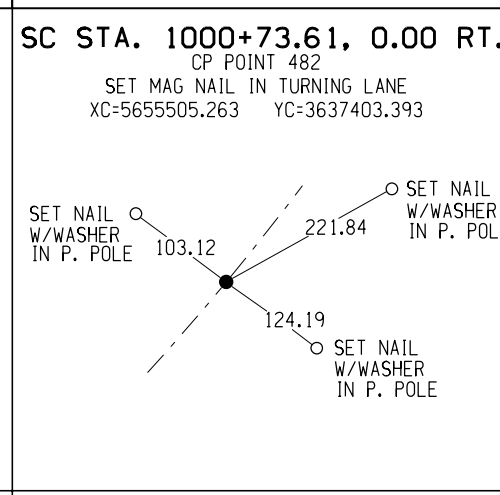 SC STA. 1000+73.61, 0.00 RT.
CP POINT 482
SET MAG NAIL IN TURNING LANE
XC=5655505.263 YC=3637403.393
SET NAIL
W/WASHER
IN P. POLE
103.12
221.84
SET NAIL
W/WASHER
IN P. POL
124.19
SET NAIL
W/WASHER
IN P. POLE